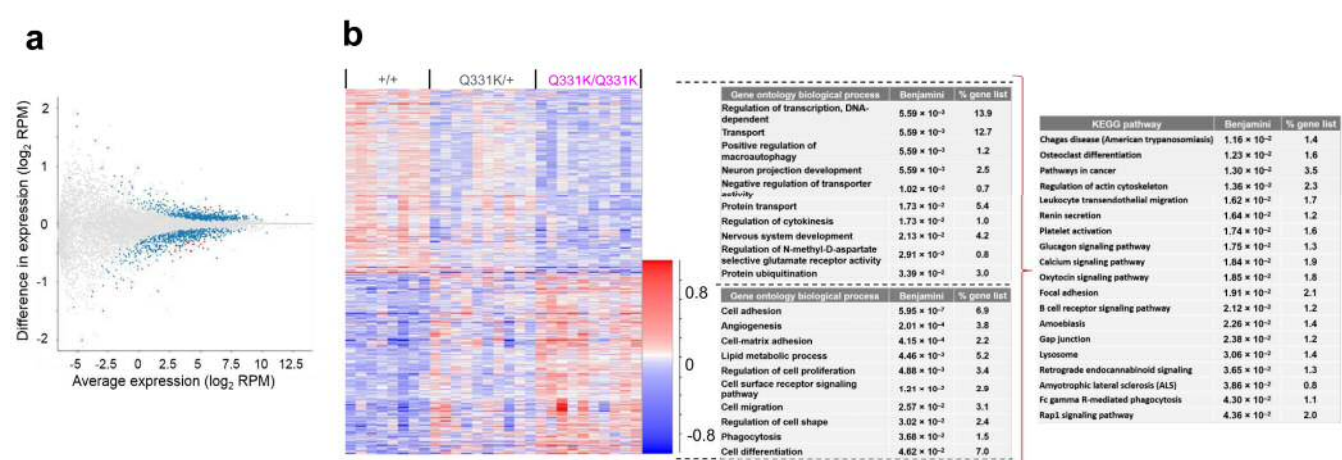 a
b
2
1
0
-1
-2
Difference in expression (log2 RPM)
-5 -2.5 0 2.5 5 7.5 10 12.5
Average expression (log2 RPM)
+/+ Q331K/+ Q331K/Q331K
0.8
0
-0.8
Gene ontology biological process Benjamini % gene list
Regulation of transcription, DNA-
dependent 5.59 × 10⁻³ 13.9
Transport 5.59 × 10⁻³ 12.7
Positive regulation of
macroautophagy 5.59 × 10⁻³ 1.2
Neuron projection development 5.59 × 10⁻³ 2.5
Negative regulation of transporter
activity 1.02 × 10⁻² 0.7
Protein transport 1.73 × 10⁻² 5.4
Regulation of cytokinesis 1.73 × 10⁻² 1.0
Nervous system development 2.13 × 10⁻² 4.2
Regulation of N-methyl-D-aspartate
selective glutamate receptor activity 2.91 × 10⁻² 0.8
Protein ubiquitination 3.39 × 10⁻² 3.0
Gene ontology biological process Benjamini % gene list
Cell adhesion 5.95 × 10⁻⁷ 6.9
Angiogenesis 2.01 × 10⁻⁴ 3.8
Cell-matrix adhesion 4.15 × 10⁻⁴ 2.2
Lipid metabolic process 4.46 × 10⁻³ 5.2
Regulation of cell proliferation 4.88 × 10⁻³ 3.4
Cell surface receptor signaling
pathway 1.21 × 10⁻² 2.9
Cell migration 2.57 × 10⁻² 3.1
Regulation of cell shape 3.02 × 10⁻² 2.4
Phagocytosis 3.68 × 10⁻² 1.5
Cell differentiation 4.62 × 10⁻² 7.0
KEGG pathway Benjamini % gene list
Chagas disease (American trypanosomiasis) 1.16 × 10⁻² 1.4
Osteoclast differentiation 1.23 × 10⁻² 1.6
Pathways in cancer 1.30 × 10⁻² 3.5
Regulation of actin cytoskeleton 1.36 × 10⁻² 2.3
Leukocyte transendothelial migration 1.62 × 10⁻² 1.7
Renin secretion 1.64 × 10⁻² 1.2
Platelet activation 1.74 × 10⁻² 1.6
Glucagon signaling pathway 1.75 × 10⁻² 1.3
Calcium signaling pathway 1.84 × 10⁻² 1.9
Oxytocin signaling pathway 1.85 × 10⁻² 1.8
Focal adhesion 1.91 × 10⁻² 2.1
B cell receptor signaling pathway 2.12 × 10⁻² 1.2
Amoebiasis 2.26 × 10⁻² 1.4
Gap junction 2.38 × 10⁻² 1.2
Lysosome 3.06 × 10⁻² 1.4
Retrograde endocannabinoid signaling 3.65 × 10⁻² 1.3
Amyotrophic lateral sclerosis (ALS) 3.86 × 10⁻² 0.8
Fc gamma R-mediated phagocytosis 4.30 × 10⁻² 1.1
Rap1 signaling pathway 4.36 × 10⁻² 2.0